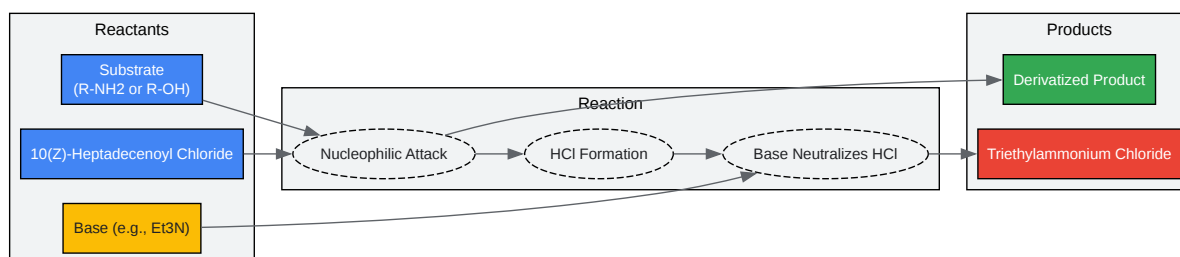 Reactants
Substrate
(R-NH2 or R-OH)
10(Z)-Heptadecenoyl Chloride
Base (e.g., Et3N)
Reaction
Nucleophilic Attack
HCl Formation
Base Neutralizes HCl
Products
Derivatized Product
Triethylammonium Chloride